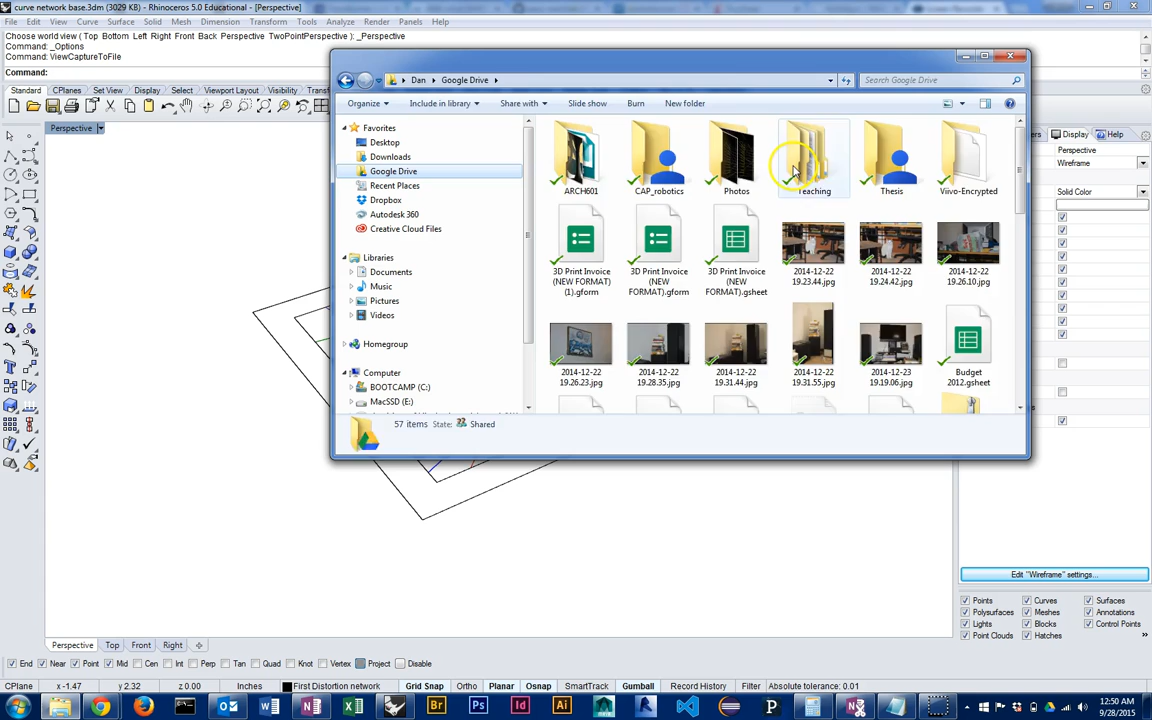 curve network base.3dm (3029 KB) - Rhinoceros 5.0 Educational - [Perspective]
File Edit View Curve Surface Solid Mesh Dimension Transform Tools Analyze Render Panels Help
Choose world view ( Top Bottom Left Right Front Back Perspective TwoPointPerspective ): _Perspective
Command: _Options
Command: ViewCaptureToFile
Command:
Standard CPlanes Set View Display Select Viewport Layout Visibility
Perspective
Dan Google Drive
Search Google Drive
Organize Include in library Share with Slide show Burn New folder
Favorites
Desktop
Downloads
Google Drive
Recent Places
Dropbox
Autodesk 360
Creative Cloud Files
Libraries
Documents
Music
Pictures
Videos
Homegroup
Computer
BOOTCAMP (C:)
MacSSD (E:)
ARCH601 CAP_robotics Photos Teaching Thesis Viivo-Encrypted
3D Print Invoice (NEW FORMAT) (1).gform
3D Print Invoice (NEW FORMAT).gform
3D Print Invoice (NEW FORMAT).gsheet
2014-12-22 19.23.44.jpg
2014-12-22 19.24.42.jpg
2014-12-22 19.26.10.jpg
2014-12-22 19.26.23.jpg
2014-12-22 19.28.35.jpg
2014-12-22 19.31.44.jpg
2014-12-22 19.31.55.jpg
2014-12-23 19.19.06.jpg
Budget 2012.gsheet
57 items State: Shared
Display Help
Perspective
Wireframe
Solid Color
Edit "Wireframe" settings...
Points Curves Surfaces
Polysurfaces Meshes Annotations
Lights Blocks Control Points
Point Clouds Hatches
Perspective Top Front Right
End Near Point Mid Cen Int Perp Tan Quad Knot Vertex Project Disable
CPlane x -1.47 y 2.32 z 0.00 Inches First Distortion network Grid Snap Ortho Planar Osnap SmartTrack Gumball Record History Filter Absolute tolerance: 0.01
Br Ps Id Ai
12:50 AM
9/28/2015